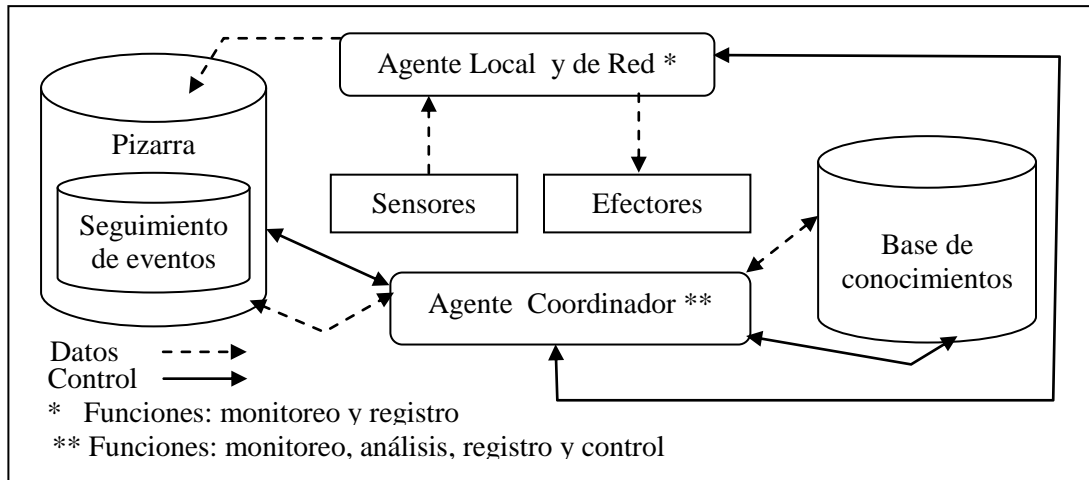 Agente Local y de Red *
Pizarra
Seguimiento
de eventos
Sensores
Efectores
Base de
conocimientos
Agente Coordinador **
Datos
Control
* Funciones: monitoreo y registro
** Funciones: monitoreo, análisis, registro y control